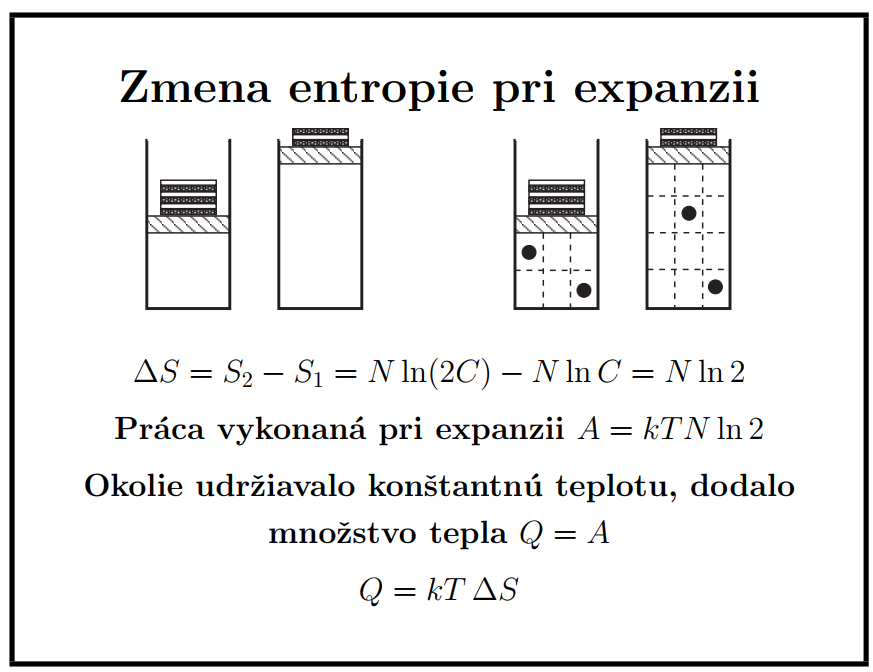 Zmena entropie pri expanzii
ΔS = S₂ − S₁ = N ln(2C) − N ln C = N ln 2
Práca vykonaná pri expanzii A = kTN ln 2
Okolie udržiavalo konštantnú teplotu, dodalo
množstvo tepla Q = A
Q = kT ΔS